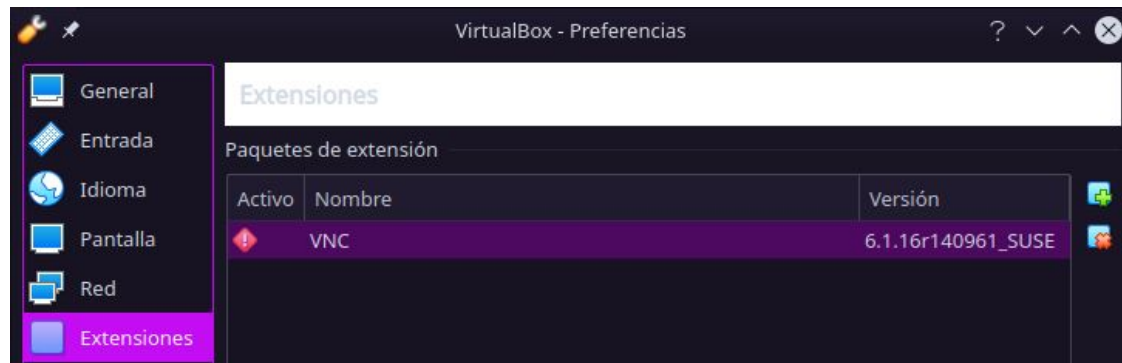 VirtualBox - Preferencias
General
Entrada
Idioma
Pantalla
Red
Extensiones
Extensiones
Paquetes de extensión
Activo Nombre Versión
VNC 6.1.16r140961_SUSE